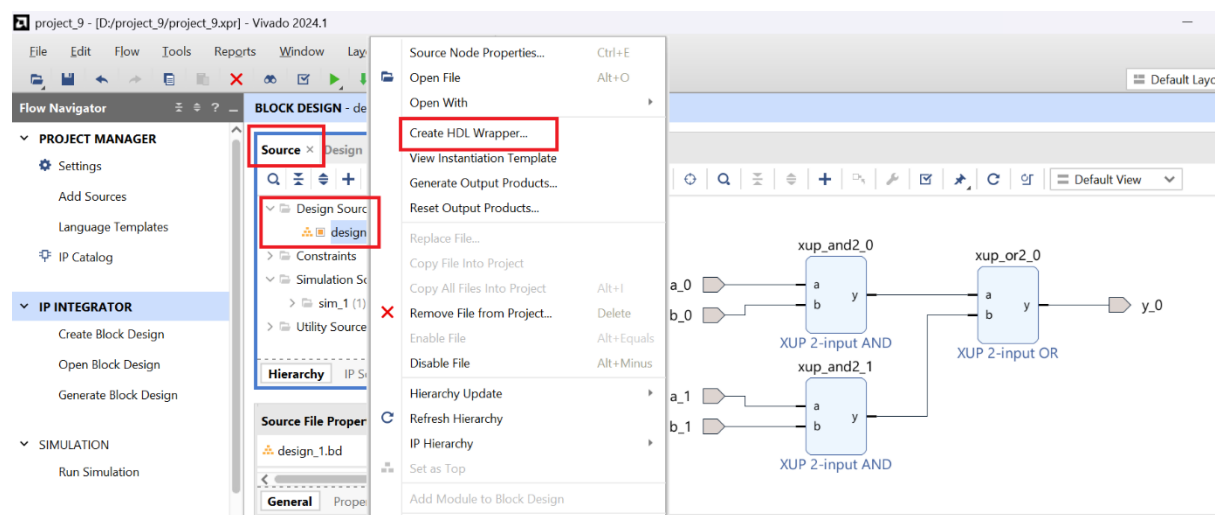 project_9 - [D:/project_9/project_9.xpr] - Vivado 2024.1
File Edit Flow Tools Reports Window Lay
Default Layc
Flow Navigator
PROJECT MANAGER
Settings
Add Sources
Language Templates
IP Catalog
IP INTEGRATOR
Create Block Design
Open Block Design
Generate Block Design
SIMULATION
Run Simulation
BLOCK DESIGN - de
Source × Design
Design Sourc
design
Constraints
Simulation So
sim_1 (1)
Utility Source
Hierarchy IP S
Source File Proper
design_1.bd
General Prope
Source Node Properties... Ctrl+E
Open File Alt+O
Open With
Create HDL Wrapper...
View Instantiation Template
Generate Output Products...
Reset Output Products...
Replace File...
Copy File Into Project
Copy All Files Into Project Alt+I
Remove File from Project... Delete
Enable File Alt+Equals
Disable File Alt+Minus
Hierarchy Update
Refresh Hierarchy
IP Hierarchy
Set as Top
Add Module to Block Design
Default View
xup_and2_0
a_0
b_0
a
b
y
XUP 2-input AND
xup_or2_0
a
b
y
y_0
XUP 2-input OR
xup_and2_1
a_1
b_1
a
b
y
XUP 2-input AND